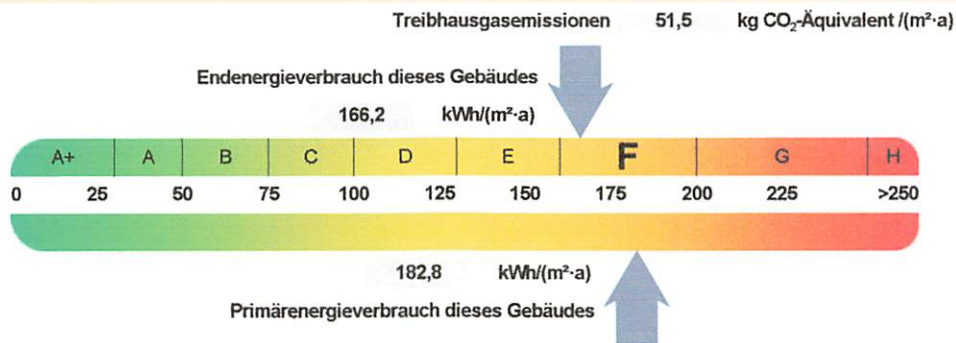 Treibhausgasemissionen 51,5 kg CO₂-Äquivalent /(m²·a)
Endenergieverbrauch dieses Gebäudes
166,2 kWh/(m²·a)
A+ A B C D E F G H
0 25 50 75 100 125 150 175 200 225 >250
182,8 kWh/(m²·a)
Primärenergieverbrauch dieses Gebäudes